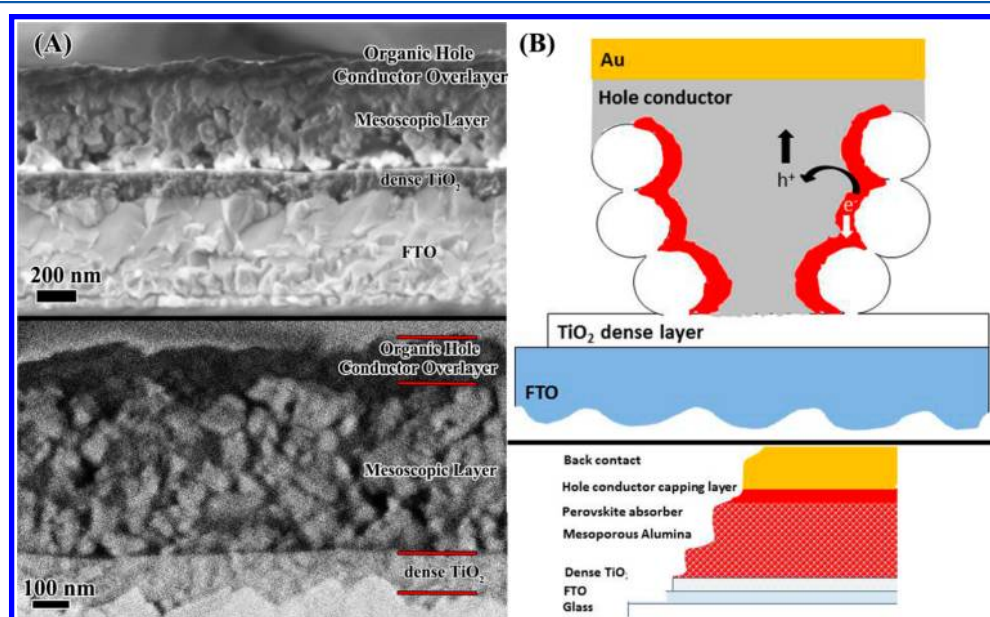 (A)
Organic Hole
Conductor Overlayer
Mesoscopic Layer
dense TiO₂
FTO
200 nm
Organic Hole
Conductor Overlayer
Mesoscopic Layer
dense TiO₂
100 nm
(B)
Au
Hole conductor
h⁺
e⁻
TiO₂ dense layer
FTO
Back contact
Hole conductor capping layer
Perovskite absorber
Mesoporous Alumina
Dense TiO₂
FTO
Glass